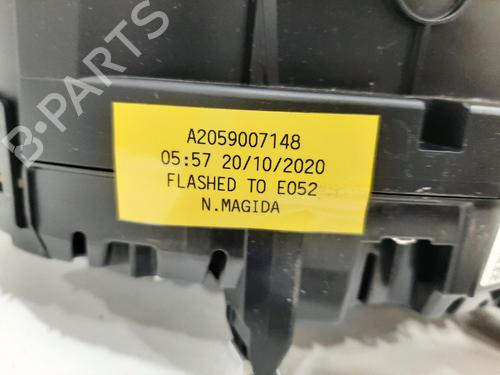 B-PARTS
A2059007148
05:57 20/10/2020
FLASHED TO E052
N.MAGIDA